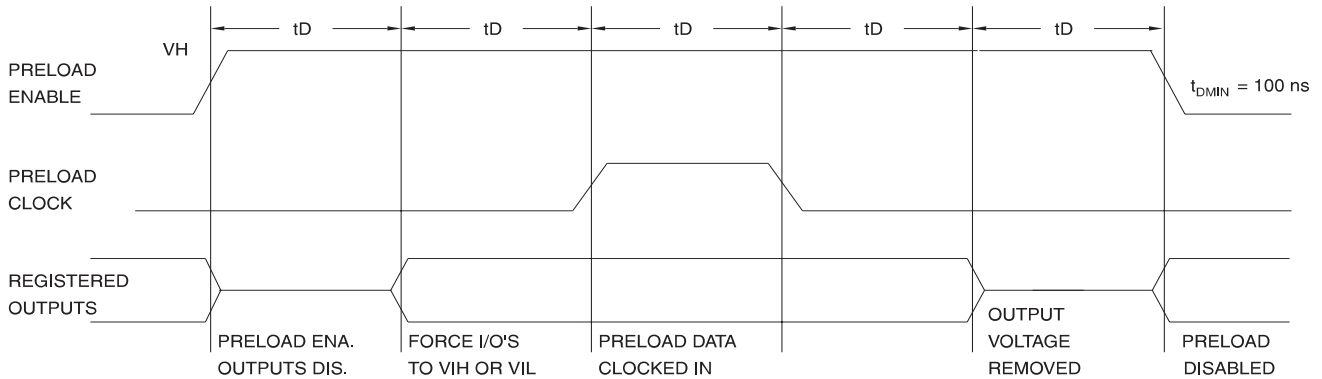 tD tD tD tD tD
VH
PRELOAD
ENABLE
tDMIN = 100 ns
PRELOAD
CLOCK
REGISTERED
OUTPUTS
PRELOAD ENA.
OUTPUTS DIS.
FORCE I/O'S
TO VIH OR VIL
PRELOAD DATA
CLOCKED IN
OUTPUT
VOLTAGE
REMOVED
PRELOAD
DISABLED